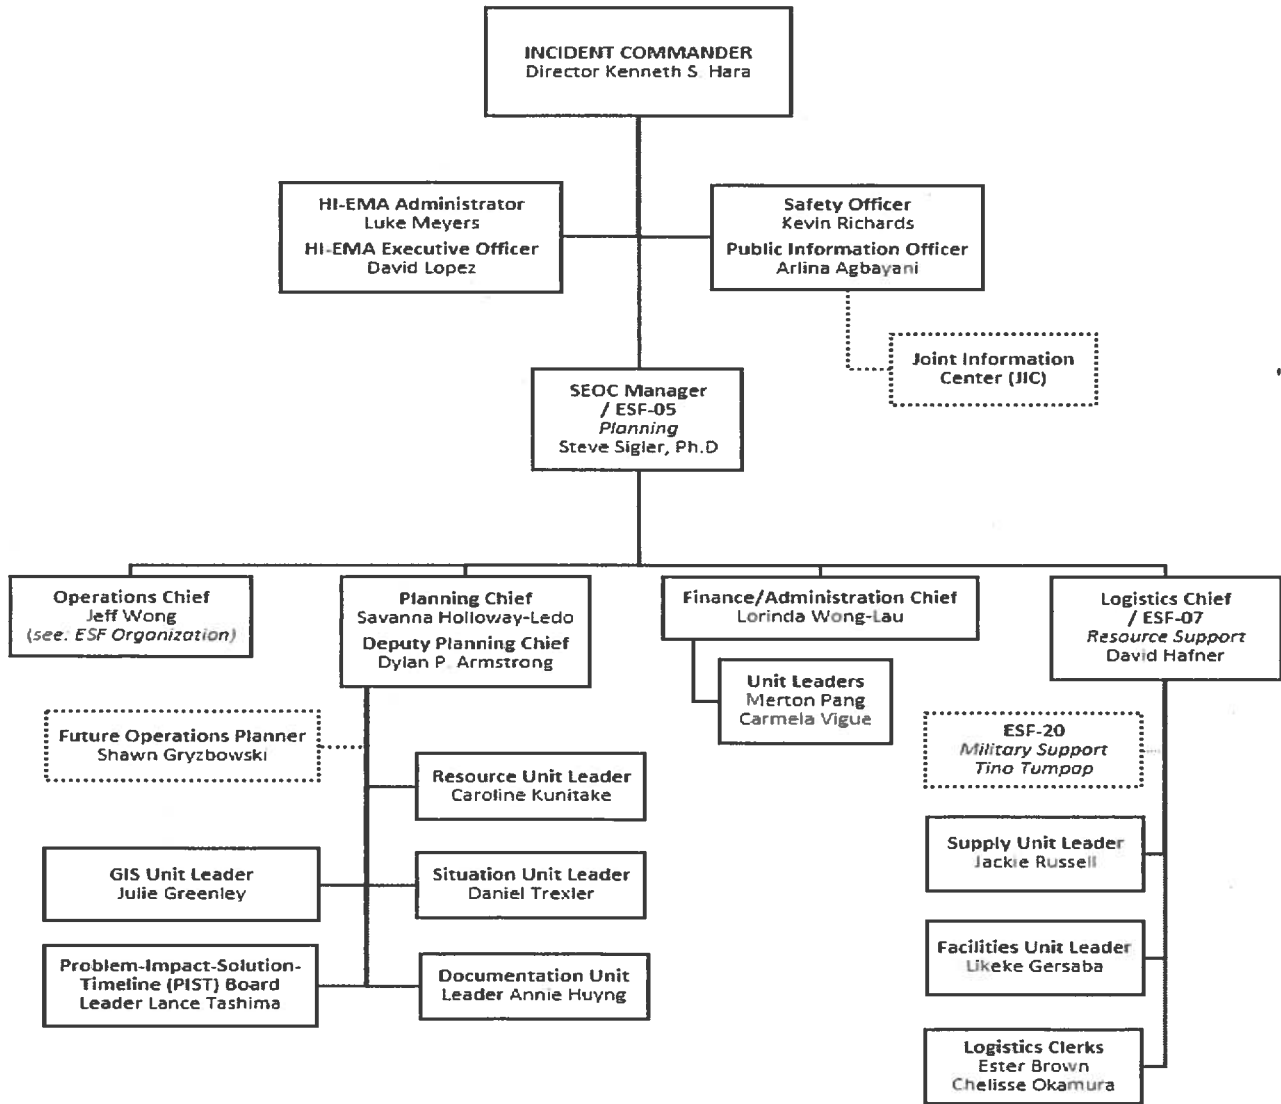 INCIDENT COMMANDER
Director Kenneth S. Hara
HI-EMA Administrator
Luke Meyers
HI-EMA Executive Officer
David Lopez
Safety Officer
Kevin Richards
Public Information Officer
Arlina Agbayani
Joint Information
Center (JIC)
SEOC Manager
/ ESF-05
Planning
Steve Sigler, Ph.D
Operations Chief
Jeff Wong
(see: ESF Organization)
Planning Chief
Savanna Holloway-Ledo
Deputy Planning Chief
Dylan P. Armstrong
Finance/Administration Chief
Lorinda Wong-Lau
Logistics Chief
/ ESF-07
Resource Support
David Hafner
Unit Leaders
Merton Pang
Carmela Vigue
Future Operations Planner
Shawn Gryzbowski
ESF-20
Military Support
Tino Tumpap
Resource Unit Leader
Caroline Kunitake
Supply Unit Leader
Jackie Russell
GIS Unit Leader
Julie Greenley
Situation Unit Leader
Daniel Trexler
Facilities Unit Leader
Likeke Gersaba
Problem-Impact-Solution-
Timeline (PIST) Board
Leader Lance Tashima
Documentation Unit
Leader Annie Huyng
Logistics Clerks
Ester Brown
Chelisse Okamura